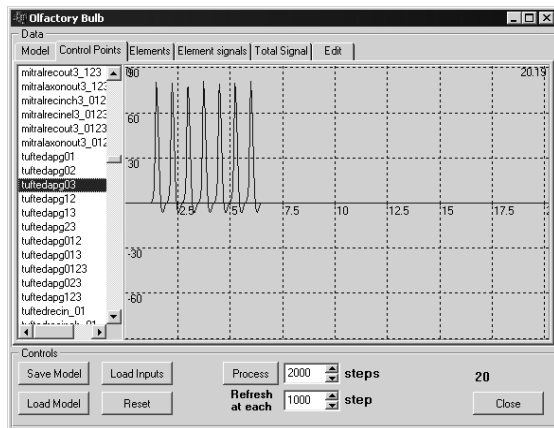 Olfactory Bulb
Data
Model Control Points Elements Element signals Total Signal Edit
mitralrecout3_123
mitralaxonout3_123
mitralrecinch3_012
mitralrecinel3_0123
mitralrecout3_0123
mitralaxonout3_012
tuftedapg01
tuftedapg02
tuftedapg03
tuftedapg12
tuftedapg13
tuftedapg23
tuftedapg012
tuftedapg013
tuftedapg0123
tuftedapg023
tuftedapg123
tuftedrecin_01
90 20.19
60
30
2.5 5 7.5 10 12.5 15 17.5 2
-30
-60
Controls
Save Model Load Inputs Process 2000 steps 20
Load Model Reset Refresh at each 1000 step Close